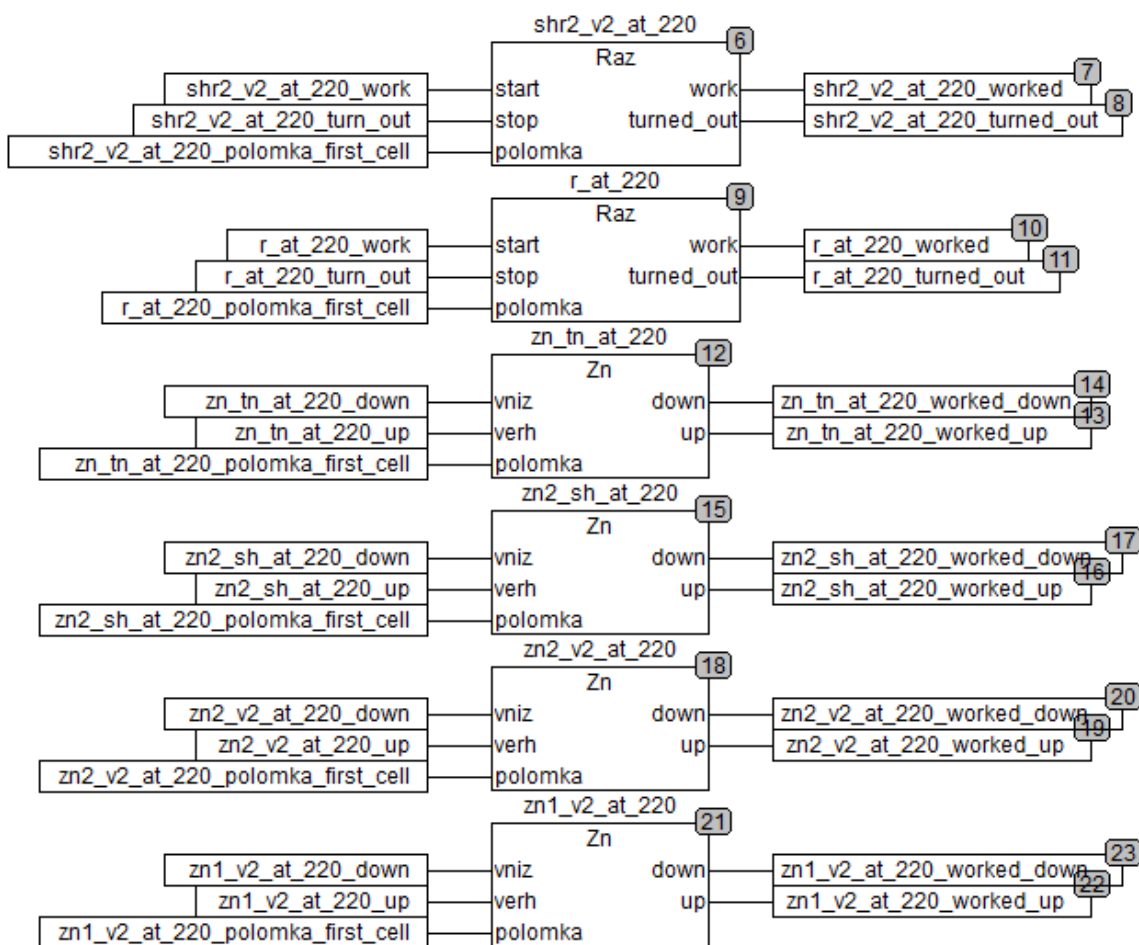 shr2_v2_at_220
6
Raz
7
shr2_v2_at_220_work start work shr2_v2_at_220_worked
8
shr2_v2_at_220_turn_out stop turned_out shr2_v2_at_220_turned_out
shr2_v2_at_220_polomka_first_cell polomka
r_at_220
9
Raz
10
r_at_220_work start work r_at_220_worked
11
r_at_220_turn_out stop turned_out r_at_220_turned_out
r_at_220_polomka_first_cell polomka
zn_tn_at_220
12
Zn
14
zn_tn_at_220_down vniz down zn_tn_at_220_worked_down
13
zn_tn_at_220_up verh up zn_tn_at_220_worked_up
zn_tn_at_220_polomka_first_cell polomka
zn2_sh_at_220
15
Zn
17
zn2_sh_at_220_down vniz down zn2_sh_at_220_worked_down
16
zn2_sh_at_220_up verh up zn2_sh_at_220_worked_up
zn2_sh_at_220_polomka_first_cell polomka
zn2_v2_at_220
18
Zn
20
zn2_v2_at_220_down vniz down zn2_v2_at_220_worked_down
19
zn2_v2_at_220_up verh up zn2_v2_at_220_worked_up
zn2_v2_at_220_polomka_first_cell polomka
zn1_v2_at_220
21
Zn
23
zn1_v2_at_220_down vniz down zn1_v2_at_220_worked_down
22
zn1_v2_at_220_up verh up zn1_v2_at_220_worked_up
zn1_v2_at_220_polomka_first_cell polomka